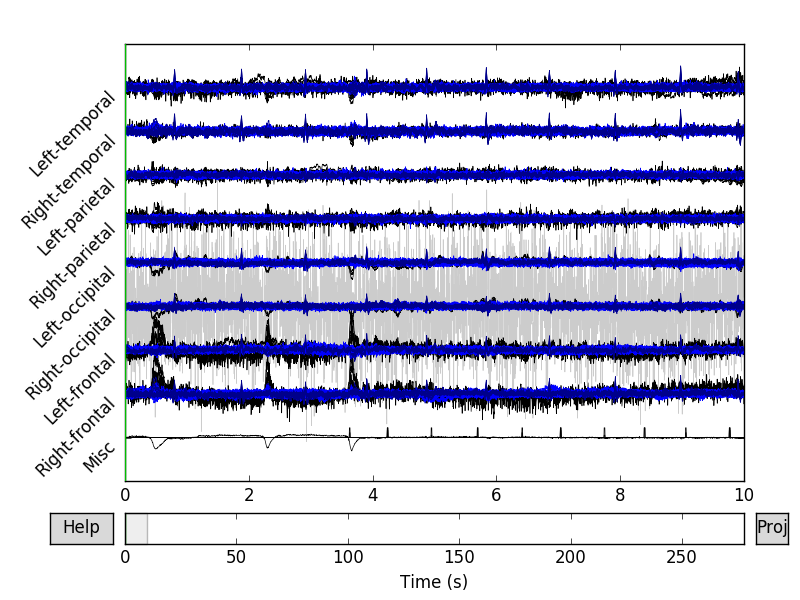 Left-temporal
Right-temporal
Left-parietal
Right-parietal
Left-occipital
Right-occipital
Left-frontal
Right-frontal
Misc
0 2 4 6 8 10
Help
Proj
0 50 100 150 200 250
Time (s)